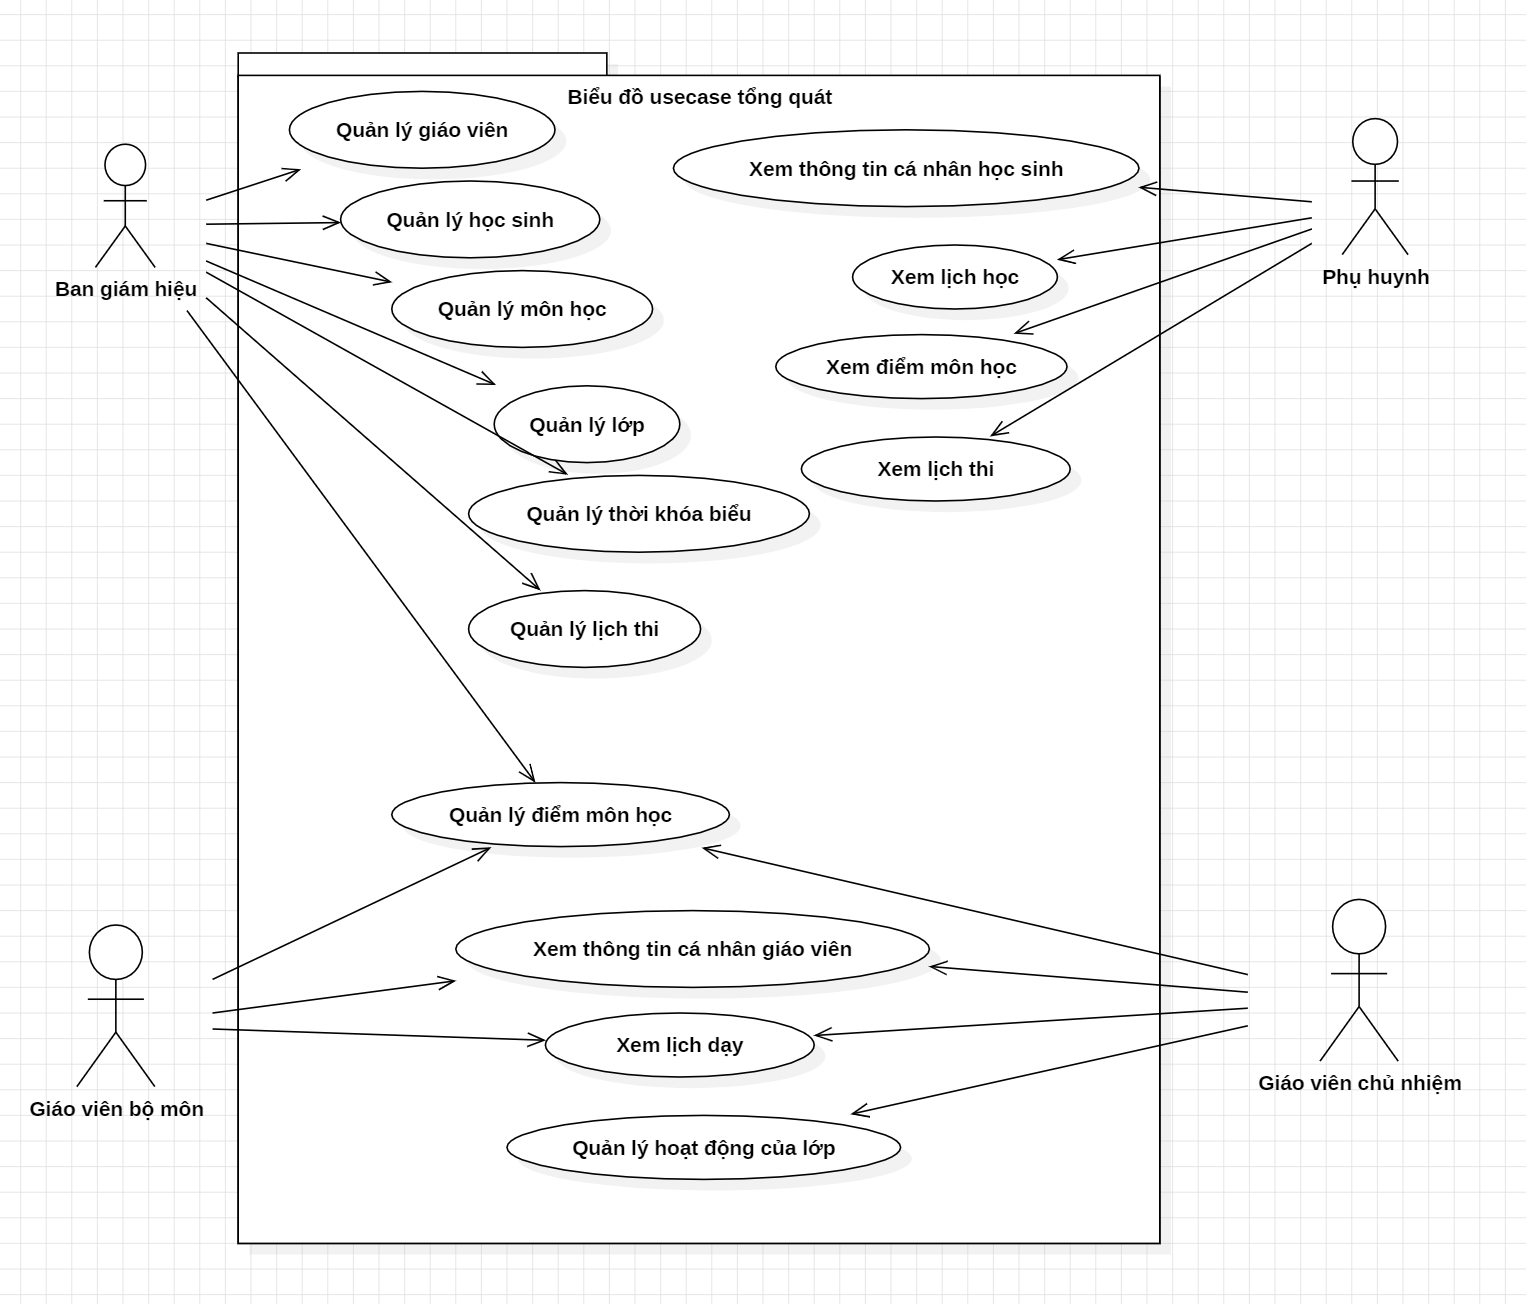 Biểu đồ usecase tổng quát
Quản lý giáo viên
Xem thông tin cá nhân học sinh
Quản lý học sinh
Xem lịch học
Phụ huynh
Ban giám hiệu
Quản lý môn học
Xem điểm môn học
Quản lý lớp
Xem lịch thi
Quản lý thời khóa biểu
Quản lý lịch thi
Quản lý điểm môn học
Xem thông tin cá nhân giáo viên
Xem lịch dạy
Giáo viên chủ nhiệm
Giáo viên bộ môn
Quản lý hoạt động của lớp